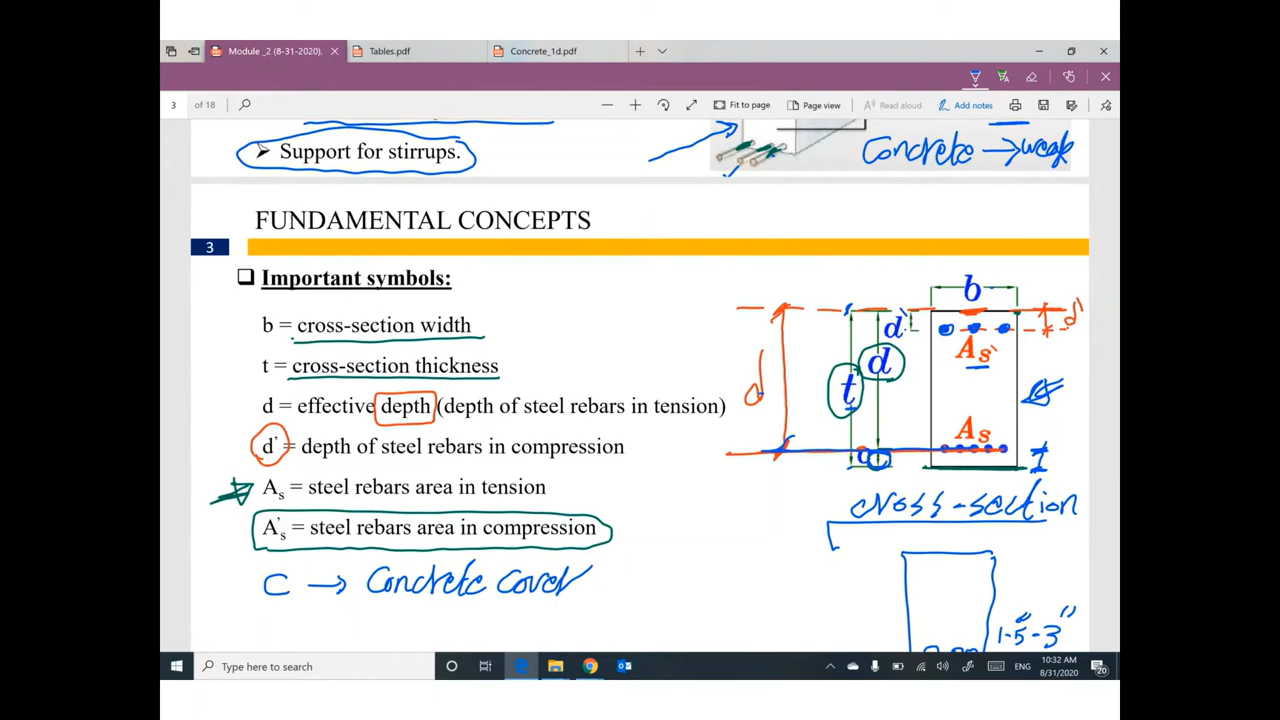 Module _2 (8-31-2020).
Tables.pdf
Concrete_1d.pdf
3 of 18
Fit to page
Page view
Read aloud
Add notes
➢ Support for stirrups.
Concrete → weak
FUNDAMENTAL CONCEPTS
3
Important symbols:
b = cross-section width
t = cross-section thickness
d = effective depth (depth of steel rebars in tension)
d' = depth of steel rebars in compression
As = steel rebars area in tension
A's = steel rebars area in compression
C → Concrete Cover
b
d'
d'
d
As'
d
t
As
c
cross-section
1.5-3"
Type here to search
ENG
10:32 AM
8/31/2020
20